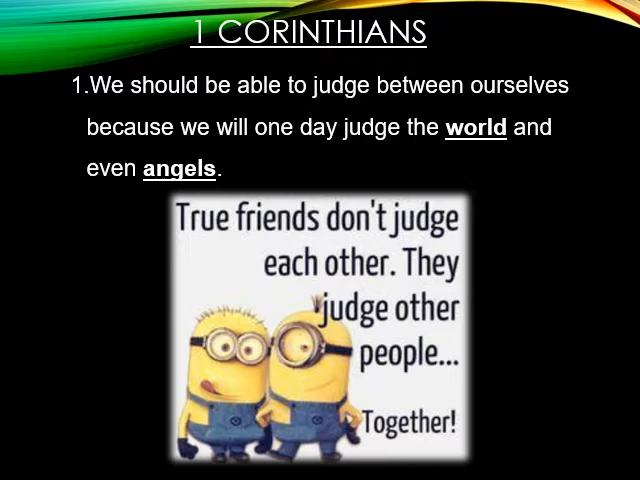 1 CORINTHIANS
1.We should be able to judge between ourselves
because we will one day judge the world and
even angels.
True friends don't judge
each other. They
judge other
people...
Together!